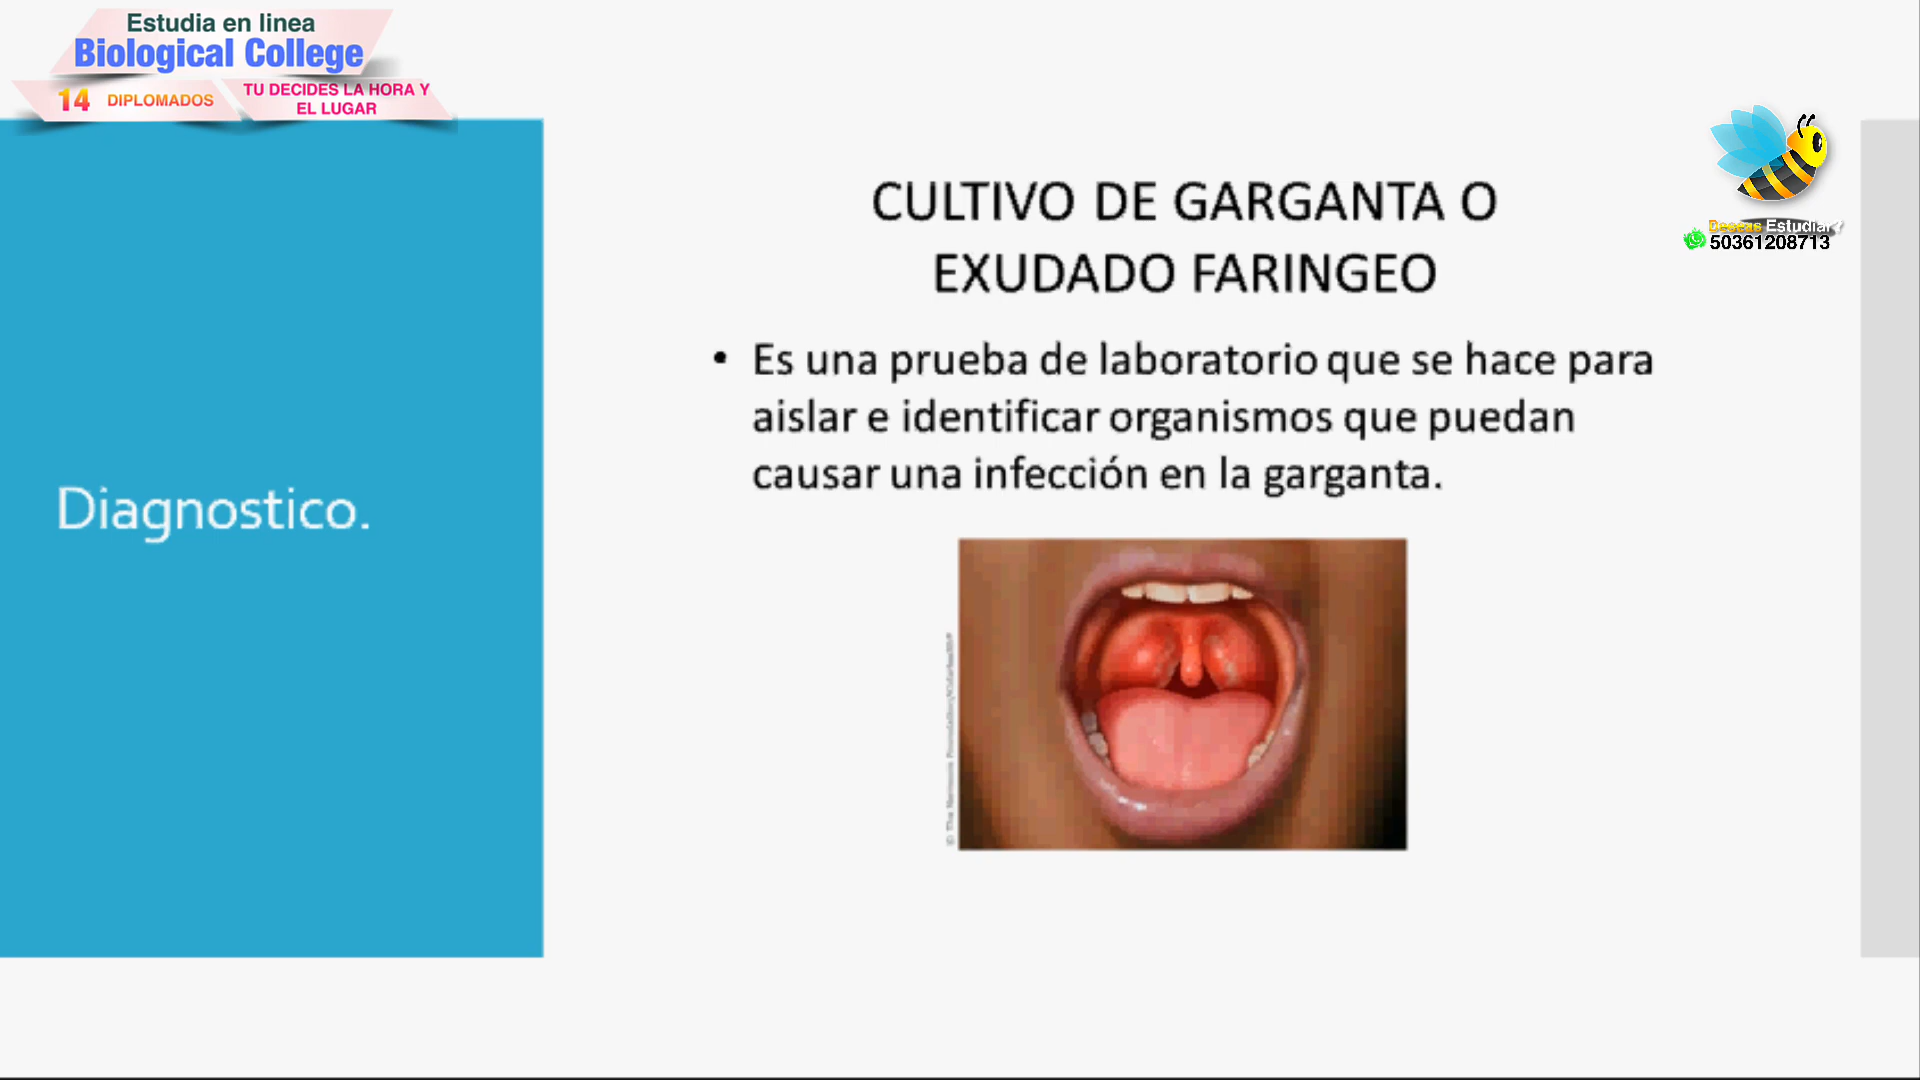 Estudia en linea
Biological College
14 DIPLOMADOS
TU DECIDES LA HORA Y
EL LUGAR
Deseas Estudiar?
50361208713
CULTIVO DE GARGANTA O
EXUDADO FARINGEO
• Es una prueba de laboratorio que se hace para
aislar e identificar organismos que puedan
causar una infección en la garganta.
Diagnostico.